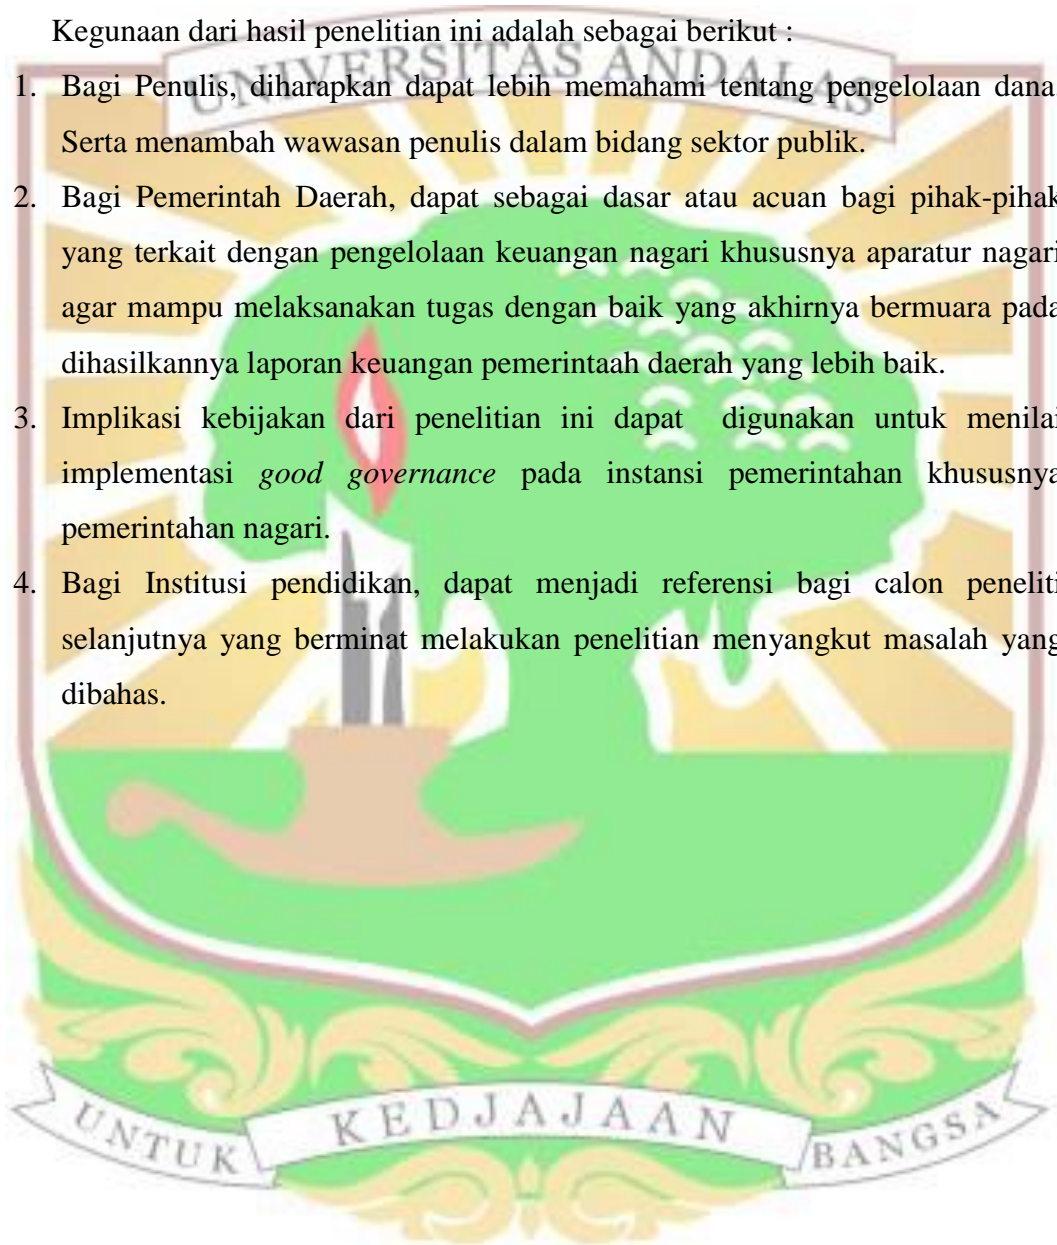 Kegunaan dari hasil penelitian ini adalah sebagai berikut :
UNIVERSITAS ANDALAS
1. Bagi Penulis, diharapkan dapat lebih memahami tentang pengelolaan dana.
Serta menambah wawasan penulis dalam bidang sektor publik.
2. Bagi Pemerintah Daerah, dapat sebagai dasar atau acuan bagi pihak-pihak
yang terkait dengan pengelolaan keuangan nagari khususnya aparatur nagari
agar mampu melaksanakan tugas dengan baik yang akhirnya bermuara pada
dihasilkannya laporan keuangan pemerintaah daerah yang lebih baik.
3. Implikasi kebijakan dari penelitian ini dapat digunakan untuk menilai
implementasi good governance pada instansi pemerintahan khususnya
pemerintahan nagari.
4. Bagi Institusi pendidikan, dapat menjadi referensi bagi calon peneliti
selanjutnya yang berminat melakukan penelitian menyangkut masalah yang
dibahas.
UNTUK KEDJAJAAN BANGSA